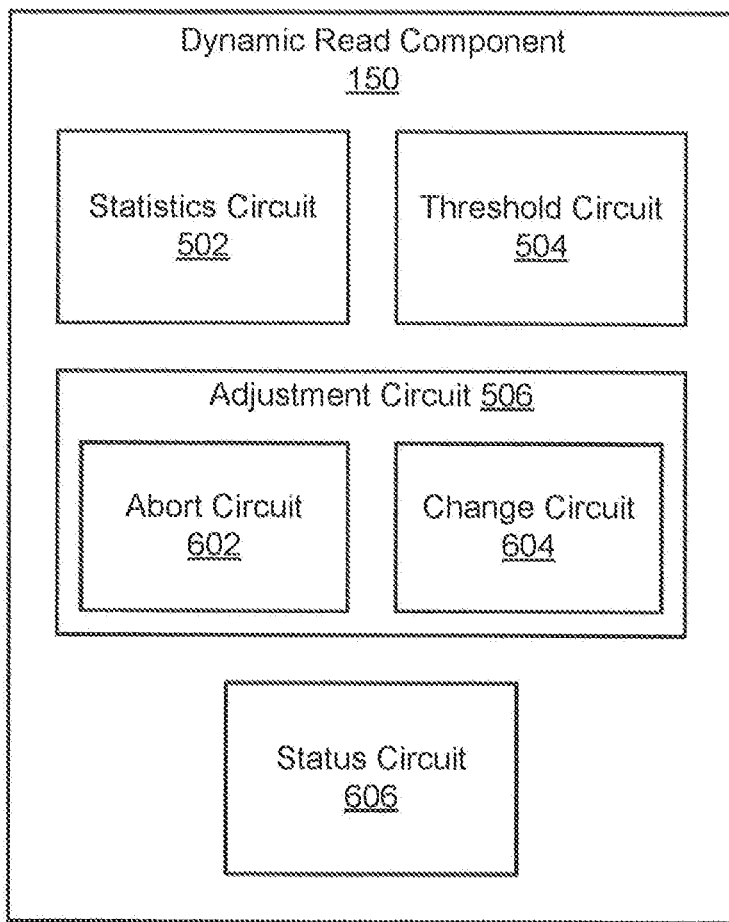 Dynamic Read Component
150
Statistics Circuit
502
Threshold Circuit
504
Adjustment Circuit 506
Abort Circuit
602
Change Circuit
604
Status Circuit
606